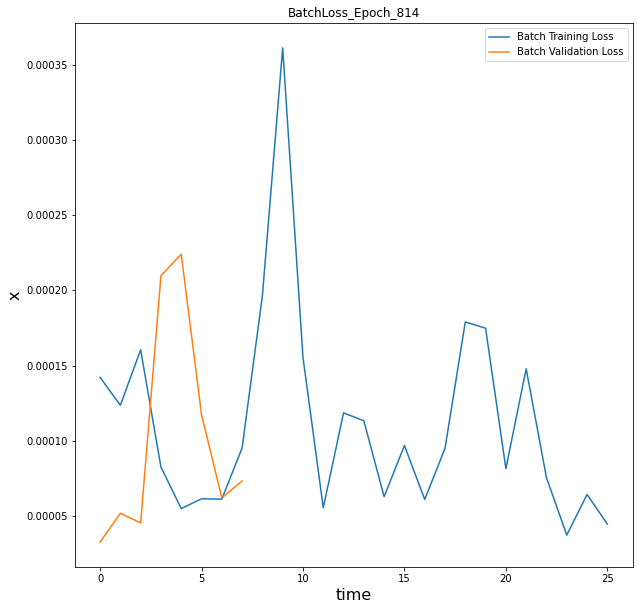 BatchLoss_Epoch_814
Batch Training Loss
Batch Validation Loss
x
0.00035
0.00030
0.00025
0.00020
0.00015
0.00010
0.00005
0 5 10 15 20 25
time